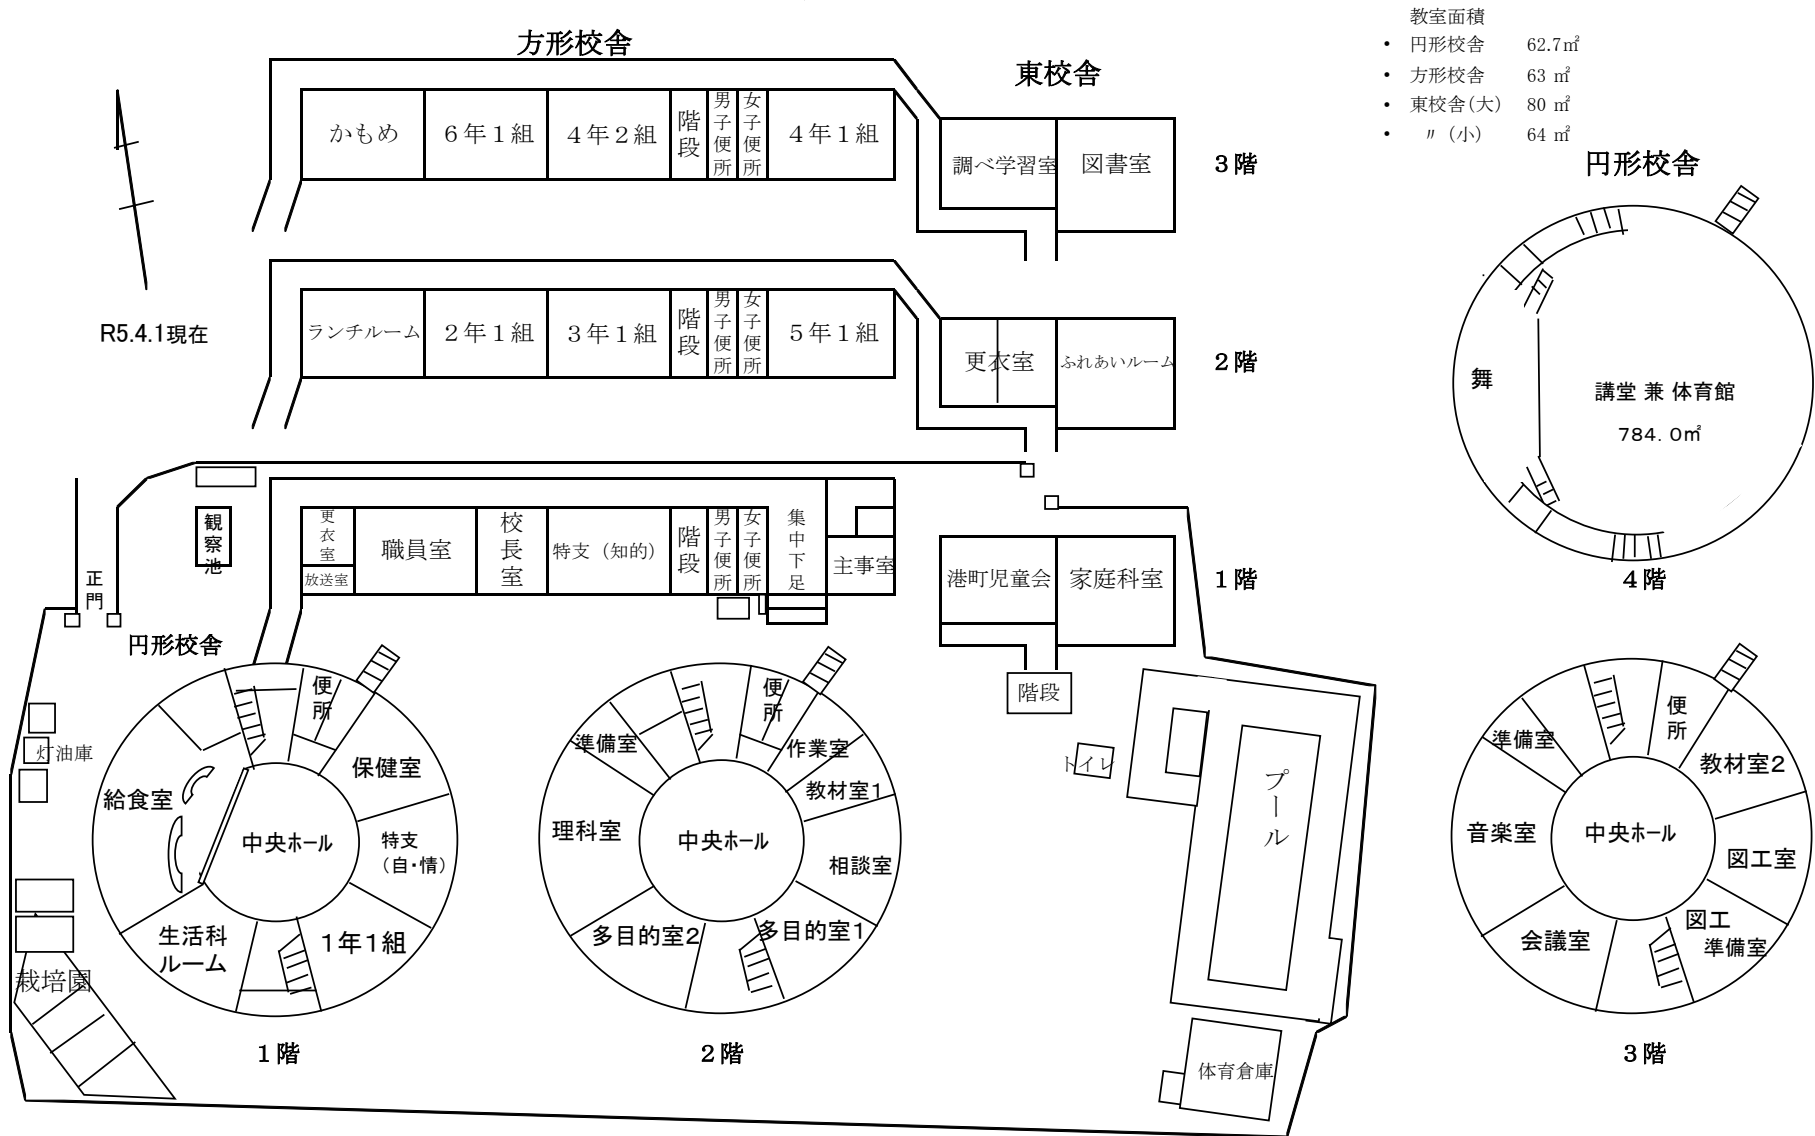 教室面積
・ 円形校舎 62.7㎡
・ 方形校舎 63 ㎡
・ 東校舎(大) 80 ㎡
・ 〃 (小) 64 ㎡
方形校舎
東校舎
かもめ
6年1組
4年2組
階段
男子便所
女子便所
4年1組
調べ学習室
図書室
3階
円形校舎
R5.4.1現在
ランチルーム
2年1組
3年1組
階段
男子便所
女子便所
5年1組
更衣室
ふれあいルーム
2階
舞
講堂 兼 体育館
784.0㎡
4階
観察池
正門
更衣室
放送室
職員室
校長室
特支（知的）
階段
男子便所
女子便所
集中下足
主事室
港町児童会
家庭科室
1階
階段
円形校舎
便所
保健室
灯油庫
給食室
中央ホール
特支
(自・情)
生活科
ルーム
1年1組
栽培園
1階
便所
準備室
作業室
教材室1
理科室
中央ホール
相談室
多目的室2
多目的室1
2階
トイレ
プール
体育倉庫
便所
準備室
教材室2
音楽室
中央ホール
図工室
会議室
図工
準備室
3階